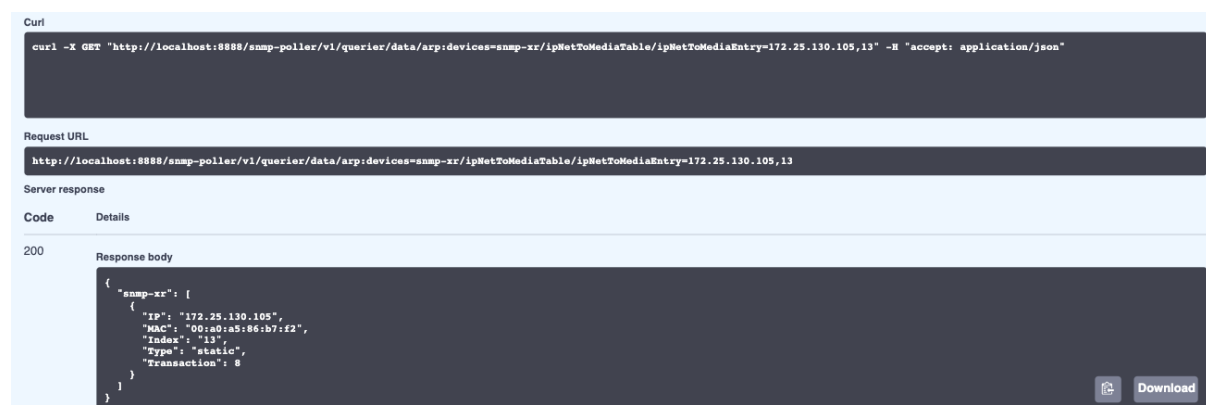 Curl
curl -X GET "http://localhost:8888/snmp-poller/v1/querier/data/arp:devices=snmp-xr/ipNetToMediaTable/ipNetToMediaEntry=172.25.130.105,13" -H "accept: application/json"
Request URL
http://localhost:8888/snmp-poller/v1/querier/data/arp:devices=snmp-xr/ipNetToMediaTable/ipNetToMediaEntry=172.25.130.105,13
Server response
Code Details
200
Response body
{
"snmp-xr": [
{
"IP": "172.25.130.105",
"MAC": "00:a0:a5:86:b7:f2",
"Index": "13",
"Type": "static",
"Transaction": 8
}
]
}
Download